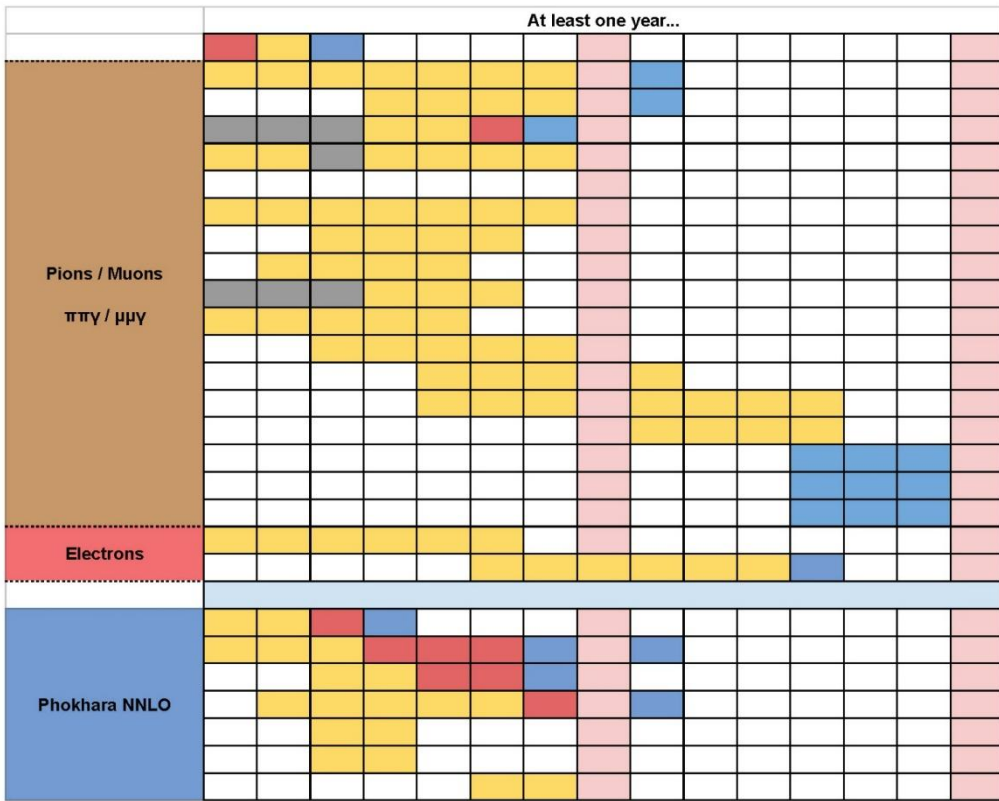 At least one year...
Pions / Muons
ππγ / μμγ
Electrons
Phokhara NNLO